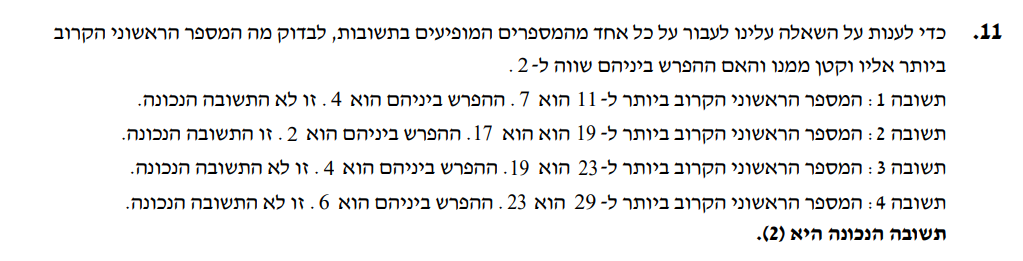 11. כדי לענות על השאלה עלינו לעבור על כל אחד מהמספרים המופיעים בתשובות, לבדוק מה המספר הראשוני הקרוב
ביותר אליו וקטן ממנו והאם ההפרש ביניהם שווה ל-2.
תשובה 1: המספר הראשוני הקרוב ביותר ל-11 הוא 7. ההפרש ביניהם הוא 4. זו לא התשובה הנכונה.
תשובה 2: המספר הראשוני הקרוב ביותר ל-19 הוא הוא 17. ההפרש ביניהם הוא 2. זו התשובה הנכונה.
תשובה 3: המספר הראשוני הקרוב ביותר ל-23 הוא 19. ההפרש ביניהם הוא 4. זו לא התשובה הנכונה.
תשובה 4: המספר הראשוני הקרוב ביותר ל-29 הוא 23. ההפרש ביניהם הוא 6. זו לא התשובה הנכונה.
תשובה הנכונה היא (2).